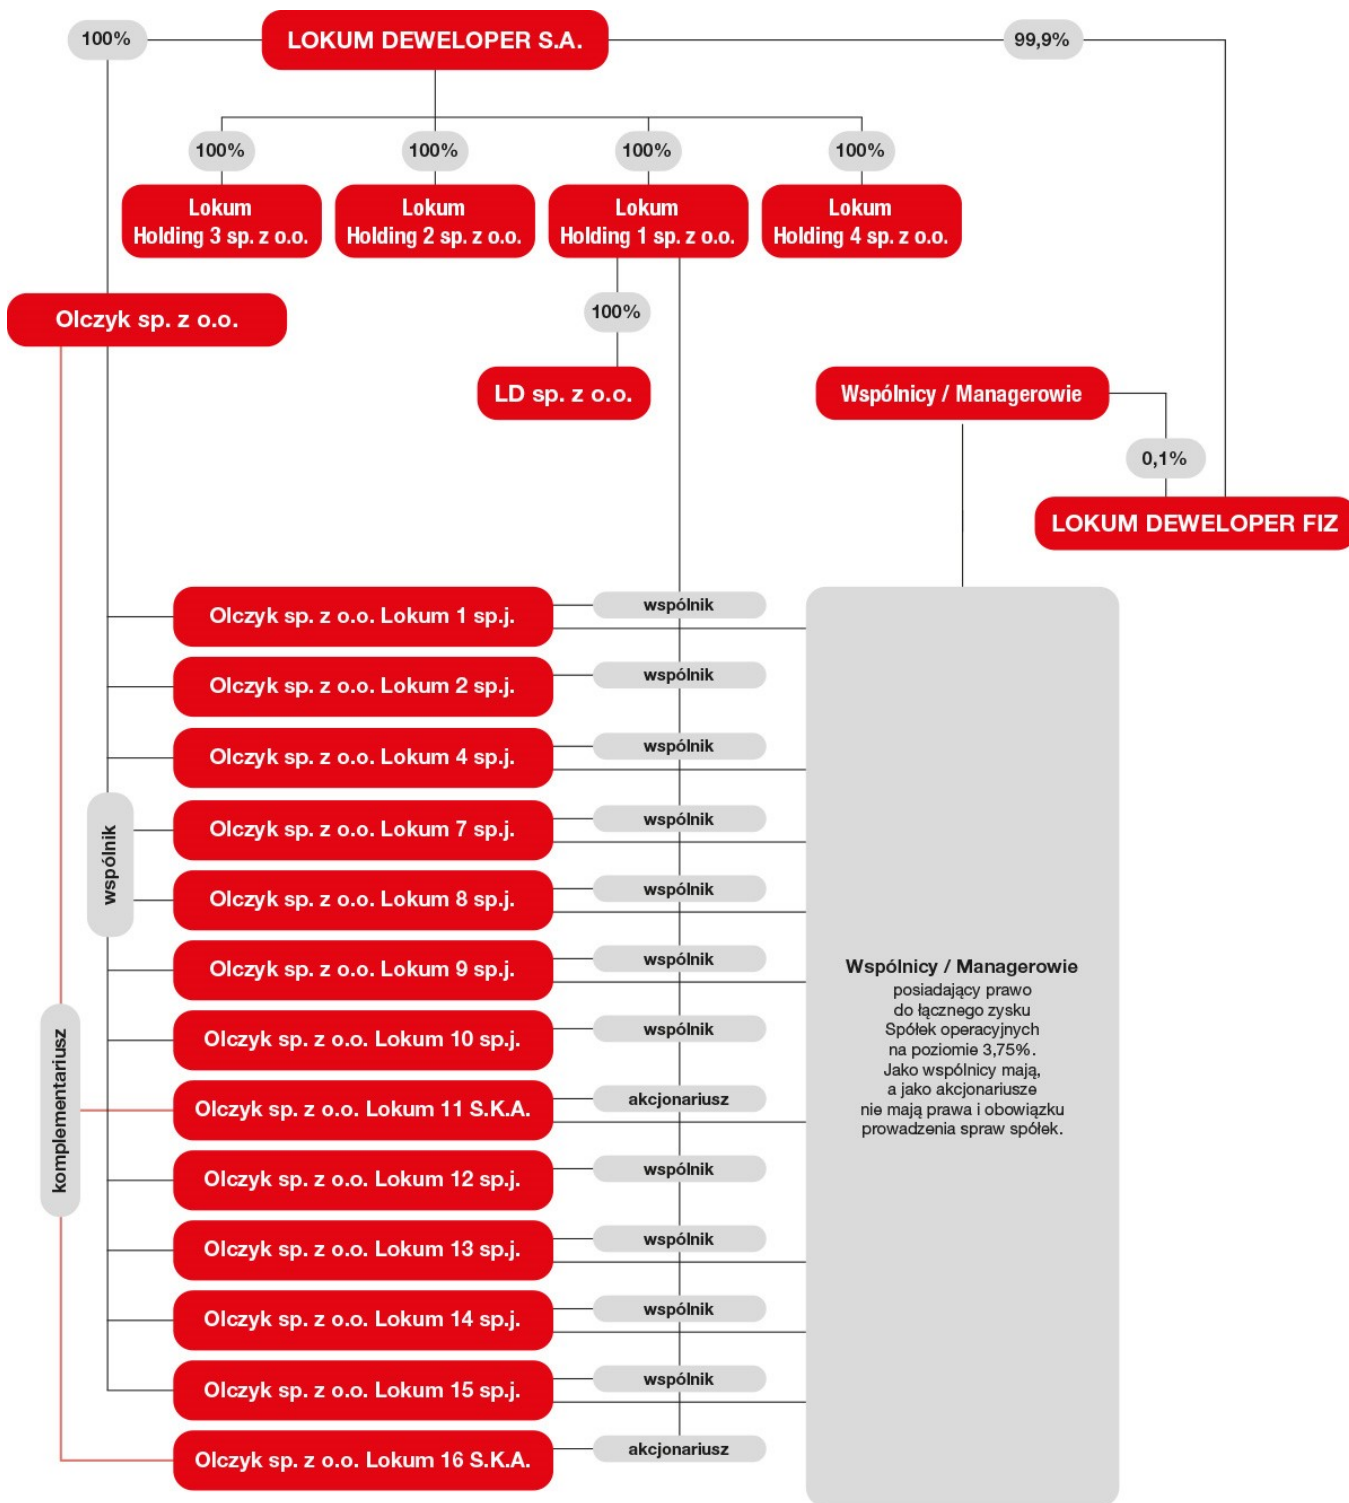 100%
LOKUM DEWELOPER S.A.
99,9%
100%
100%
100%
100%
Lokum
Holding 3 sp. z o.o.
Lokum
Holding 2 sp. z o.o.
Lokum
Holding 1 sp. z o.o.
Lokum
Holding 4 sp. z o.o.
Olczyk sp. z o.o.
100%
LD sp. z o.o.
Wspólnicy / Managerowie
0,1%
LOKUM DEWELOPER FIZ
Olczyk sp. z o.o. Lokum 1 sp.j.
wspólnik
Olczyk sp. z o.o. Lokum 2 sp.j.
wspólnik
Olczyk sp. z o.o. Lokum 4 sp.j.
wspólnik
Olczyk sp. z o.o. Lokum 7 sp.j.
wspólnik
wspólnik
Olczyk sp. z o.o. Lokum 8 sp.j.
wspólnik
Olczyk sp. z o.o. Lokum 9 sp.j.
wspólnik
Olczyk sp. z o.o. Lokum 10 sp.j.
wspólnik
komplementariusz
Olczyk sp. z o.o. Lokum 11 S.K.A.
akcjonariusz
Olczyk sp. z o.o. Lokum 12 sp.j.
wspólnik
Olczyk sp. z o.o. Lokum 13 sp.j.
wspólnik
Olczyk sp. z o.o. Lokum 14 sp.j.
wspólnik
Olczyk sp. z o.o. Lokum 15 sp.j.
wspólnik
Olczyk sp. z o.o. Lokum 16 S.K.A.
akcjonariusz
Wspólnicy / Managerowie
posiadający prawo
do łącznego zysku
Spółek operacyjnych
na poziomie 3,75%.
Jako wspólnicy mają,
a jako akcjonariusze
nie mają prawa i obowiązku
prowadzenia spraw spółek.